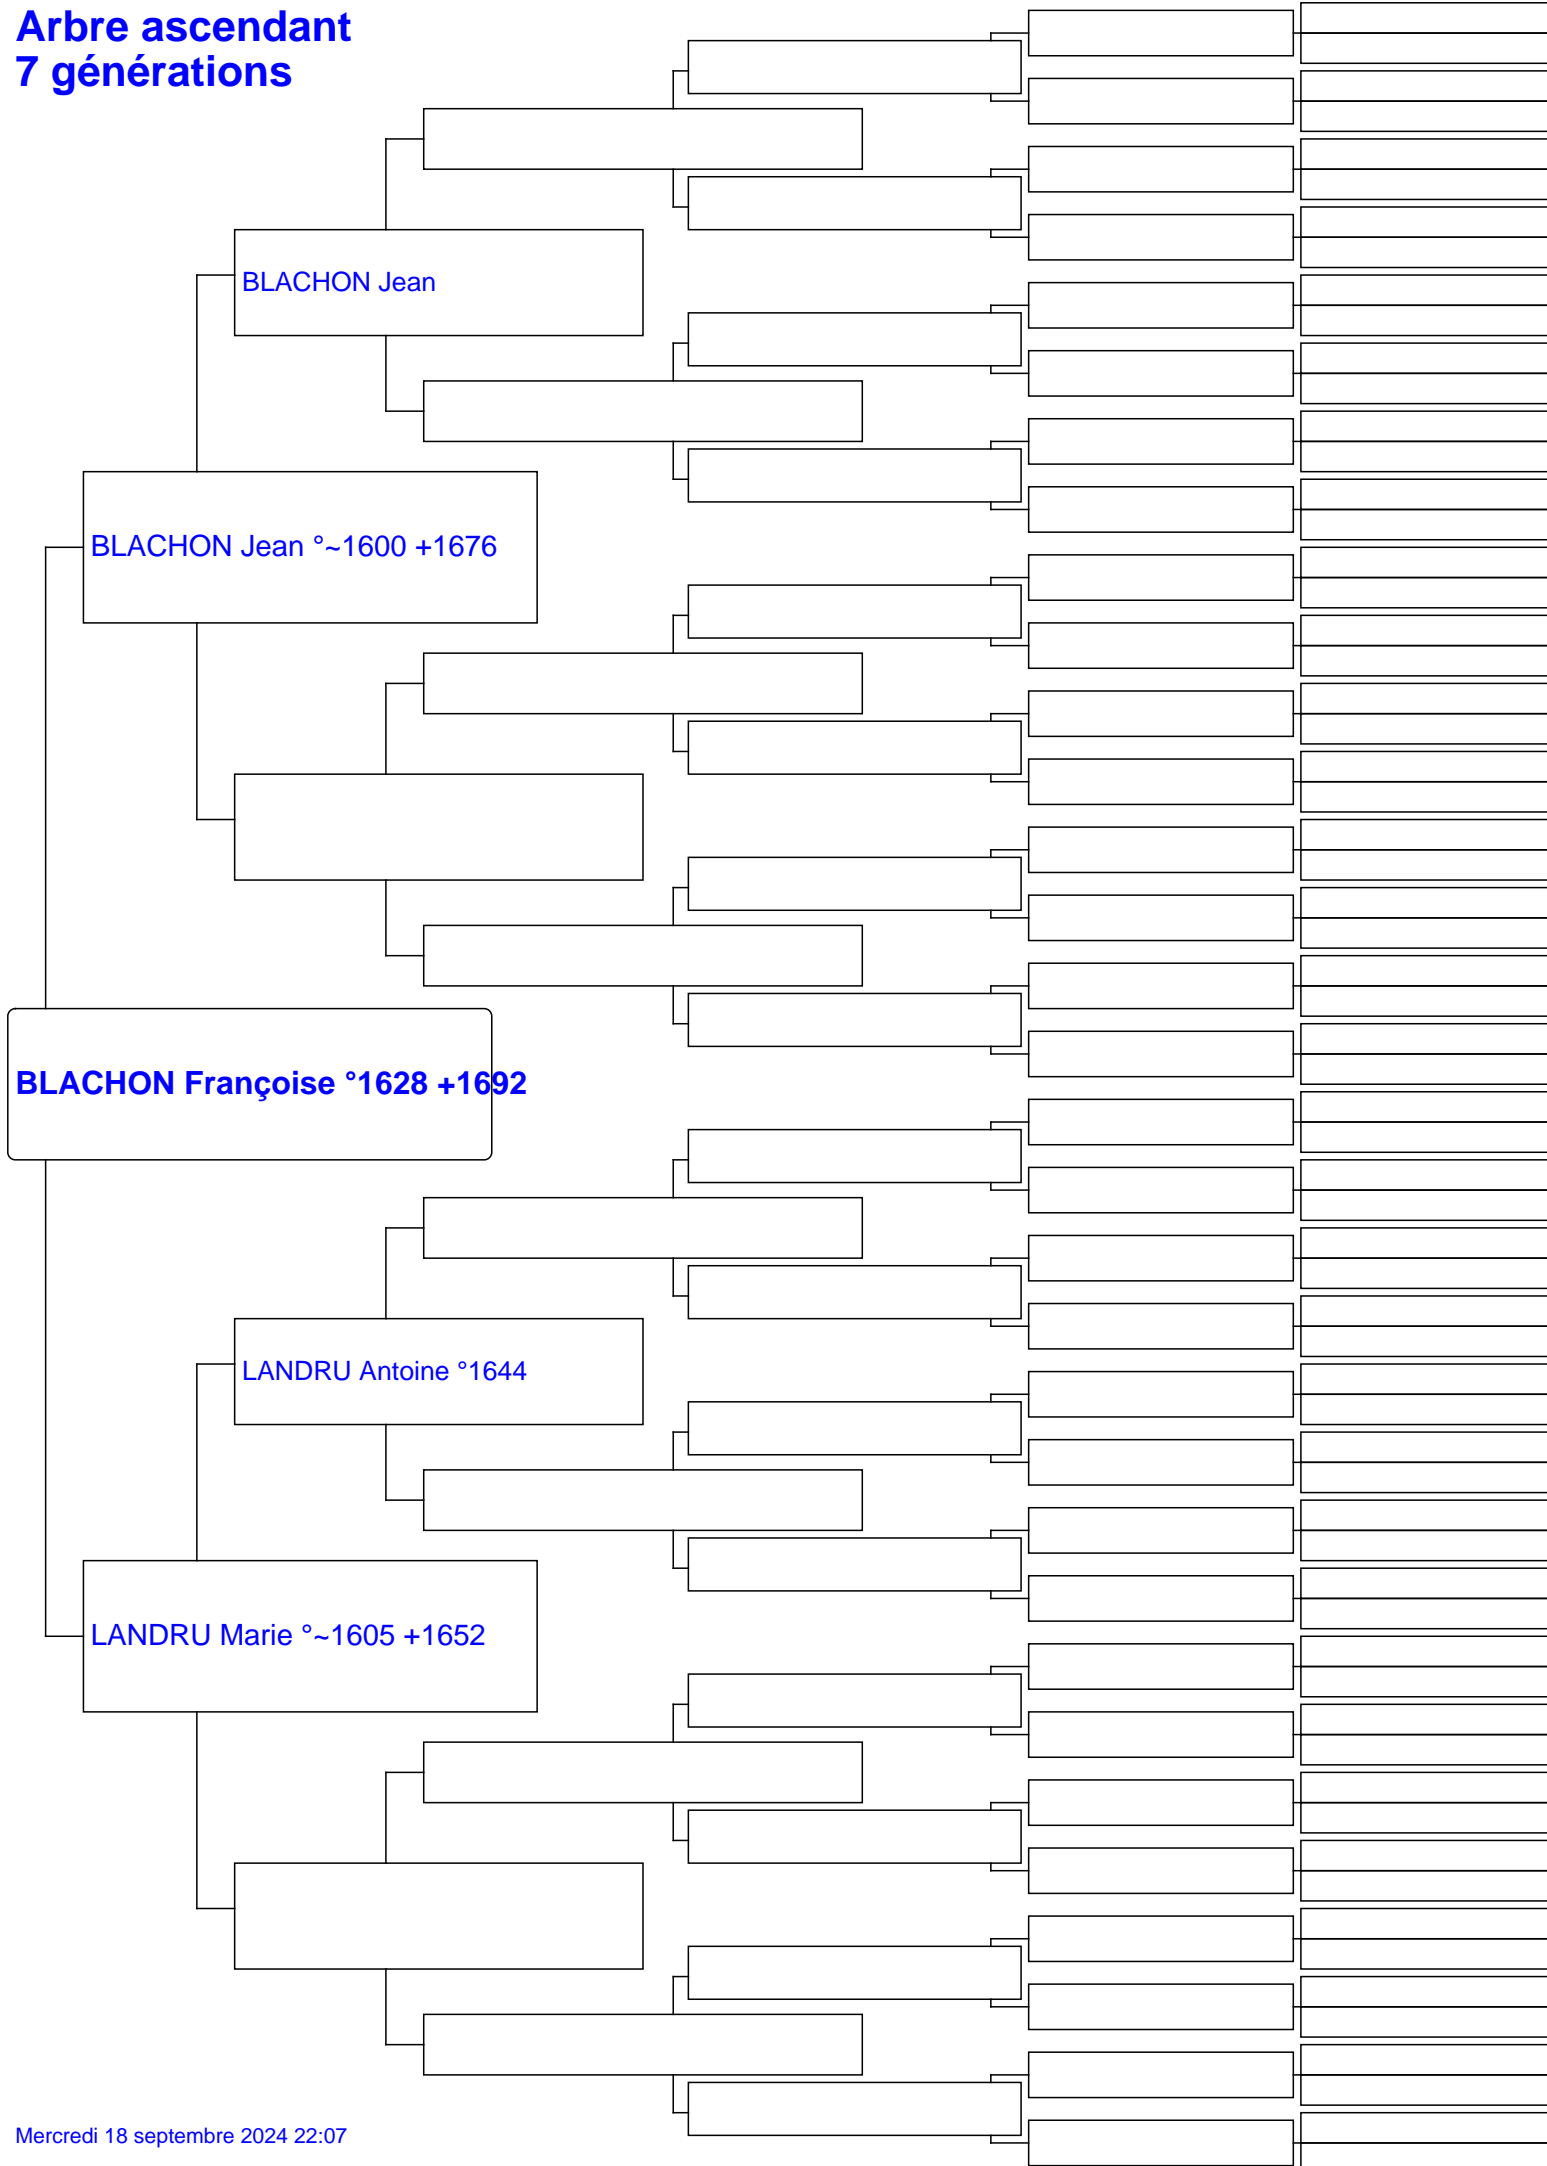 Arbre ascendant
7 générations
BLACHON Jean
BLACHON Jean °~1600 +1676
BLACHON Françoise °1628 +1692
LANDRU Antoine °1644
LANDRU Marie °~1605 +1652
Mercredi 18 septembre 2024 22:07